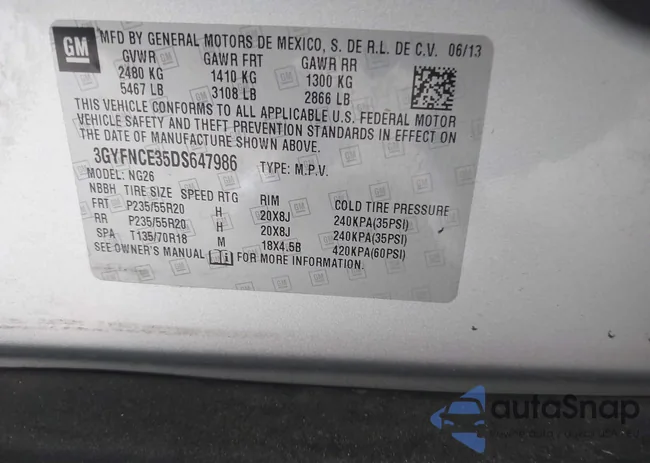 GM
MFD BY GENERAL MOTORS DE MEXICO, S. DE R.L. DE C.V. 06/13
GVWR GAWR FRT GAWR RR
2480 KG 1410 KG 1300 KG
5467 LB 3108 LB 2866 LB
THIS VEHICLE CONFORMS TO ALL APPLICABLE U.S. FEDERAL MOTOR
VEHICLE SAFETY AND THEFT PREVENTION STANDARDS IN EFFECT ON
THE DATE OF MANUFACTURE SHOWN ABOVE.
3GYFNCE35DS647986 TYPE: M.P.V.
MODEL: NG26
NBBH TIRE SIZE SPEED RTG RIM COLD TIRE PRESSURE
FRT P235/55R20 H 20X8J 240KPA(35PSI)
RR P235/55R20 H 20X8J 240KPA(35PSI)
SPA T135/70R18 M 18X4.5B 420KPA(60PSI)
SEE OWNER'S MANUAL FOR MORE INFORMATION
autoSnap